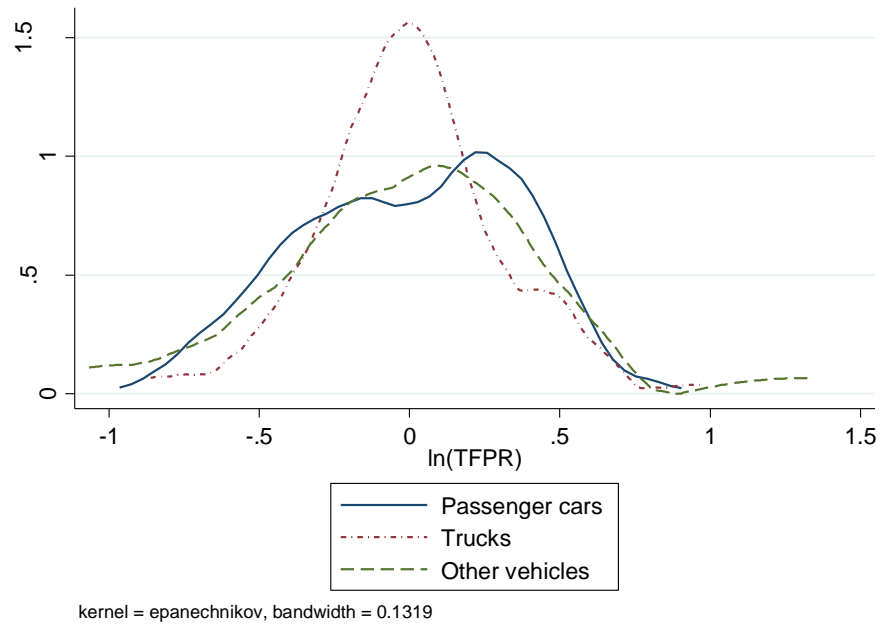 1.5
1
.5
0
-1
-.5
0
.5
1
1.5
ln(TFPR)
Passenger cars
Trucks
Other vehicles
kernel = epanechnikov, bandwidth = 0.1319